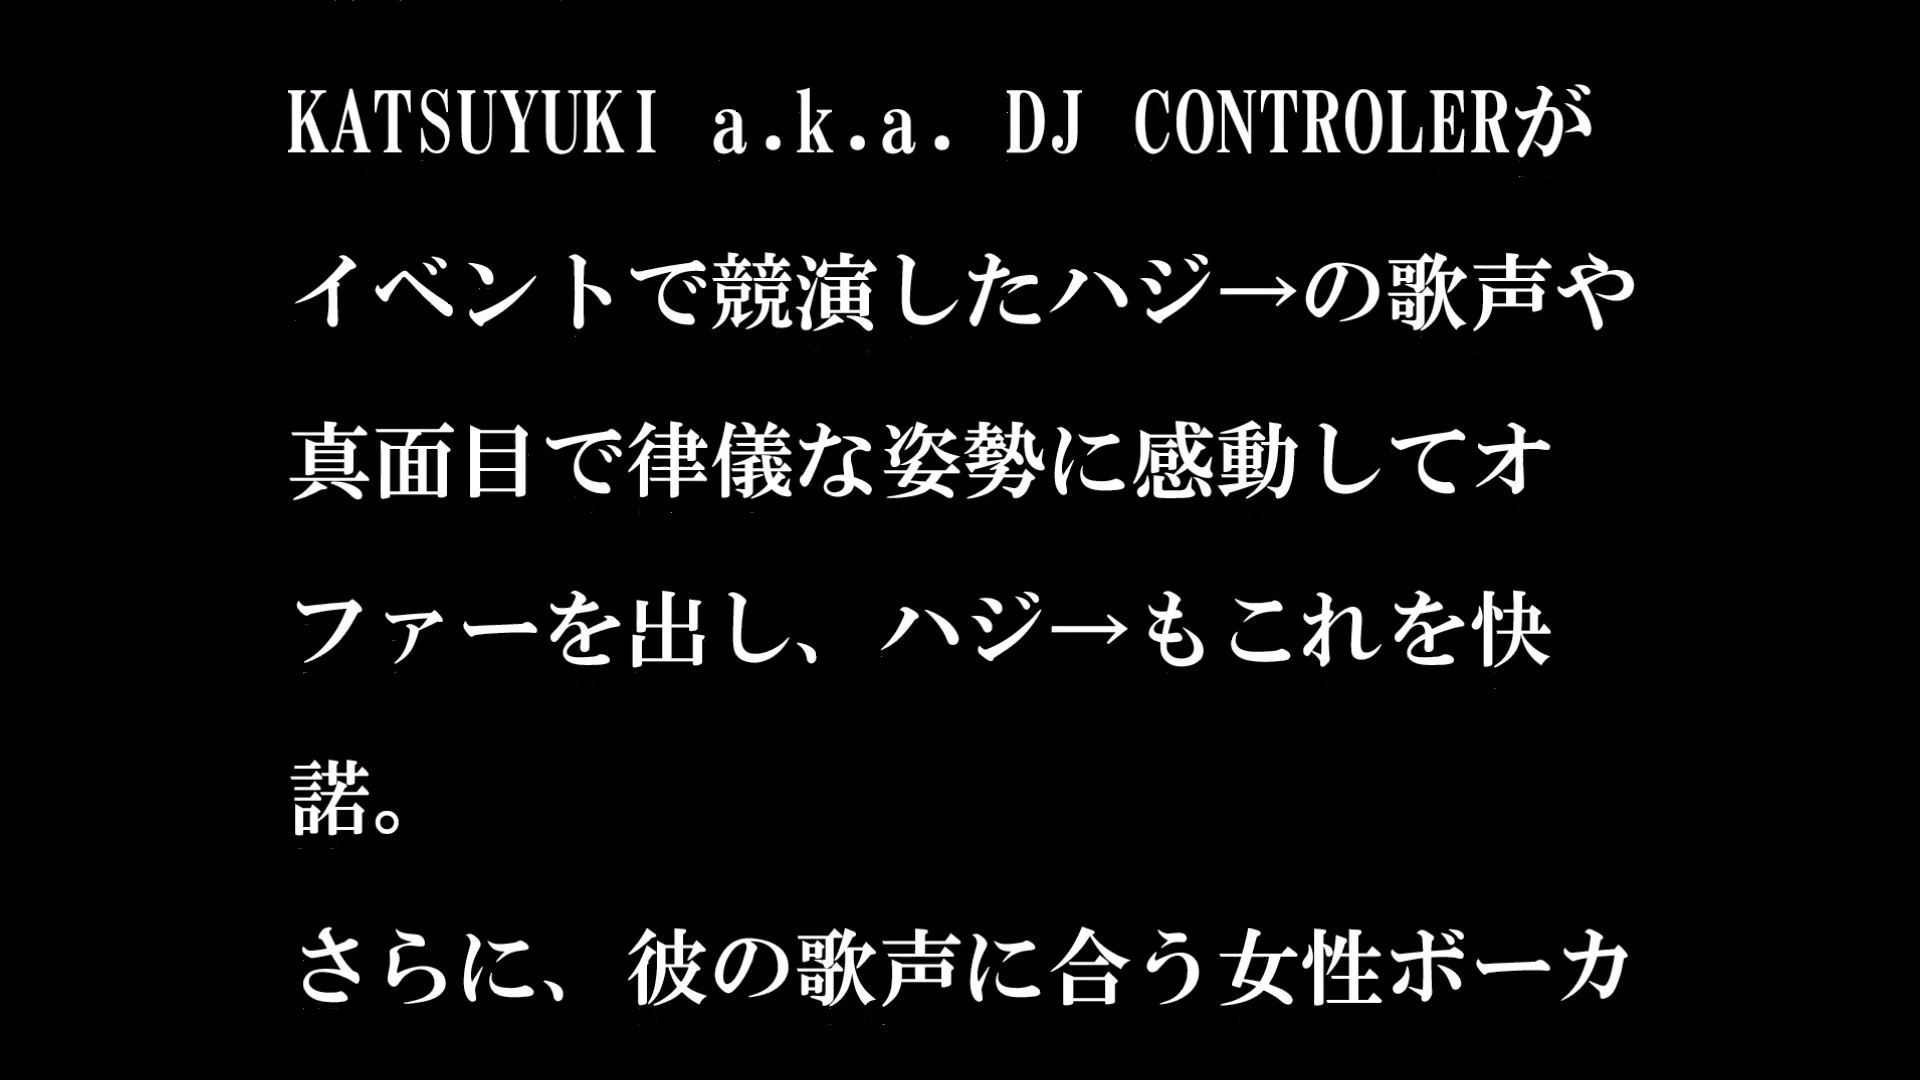 KATSUYUKI a.k.a. DJ CONTROLERが
イベントで競演したハジ→の歌声や
真面目で律儀な姿勢に感動してオ
ファーを出し、ハジ→もこれを快
諾。
さらに、彼の歌声に合う女性ボーカ